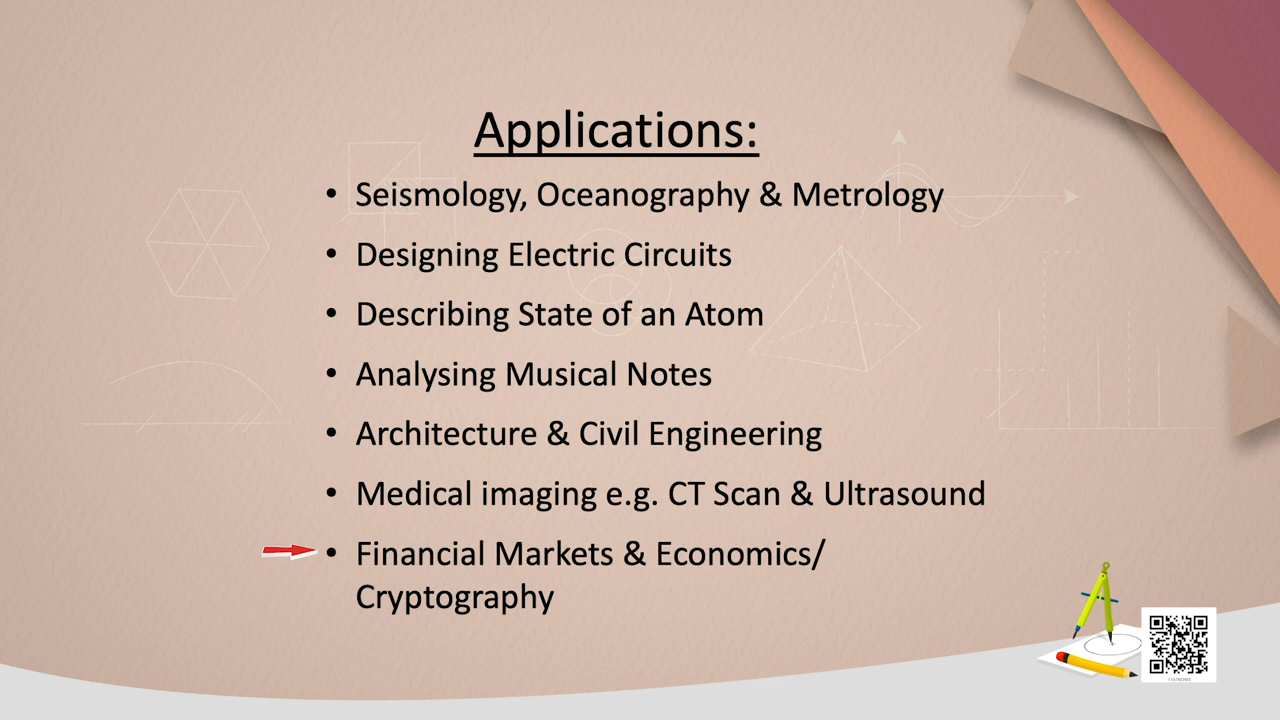 Applications:
• Seismology, Oceanography & Metrology
• Designing Electric Circuits
• Describing State of an Atom
• Analysing Musical Notes
• Architecture & Civil Engineering
• Medical imaging e.g. CT Scan & Ultrasound
• Financial Markets & Economics/
Cryptography